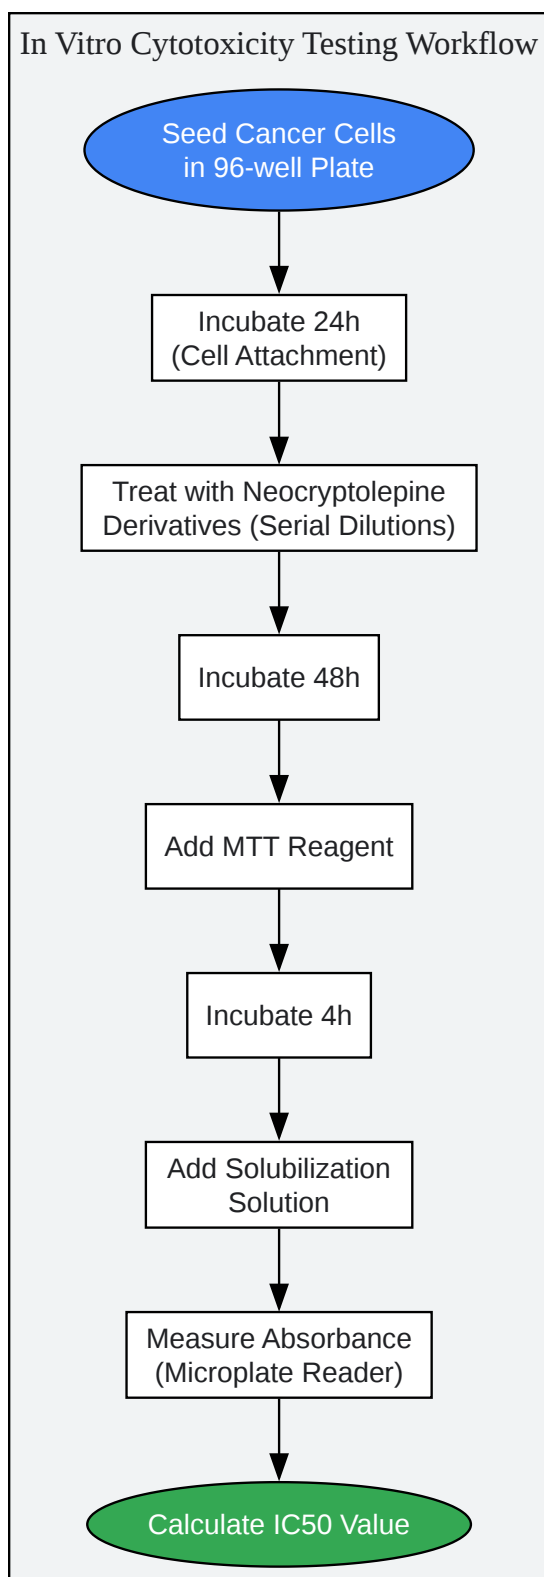 In Vitro Cytotoxicity Testing Workflow
Seed Cancer Cells
in 96-well Plate
Incubate 24h
(Cell Attachment)
Treat with Neocryptolepine
Derivatives (Serial Dilutions)
Incubate 48h
Add MTT Reagent
Incubate 4h
Add Solubilization
Solution
Measure Absorbance
(Microplate Reader)
Calculate IC50 Value